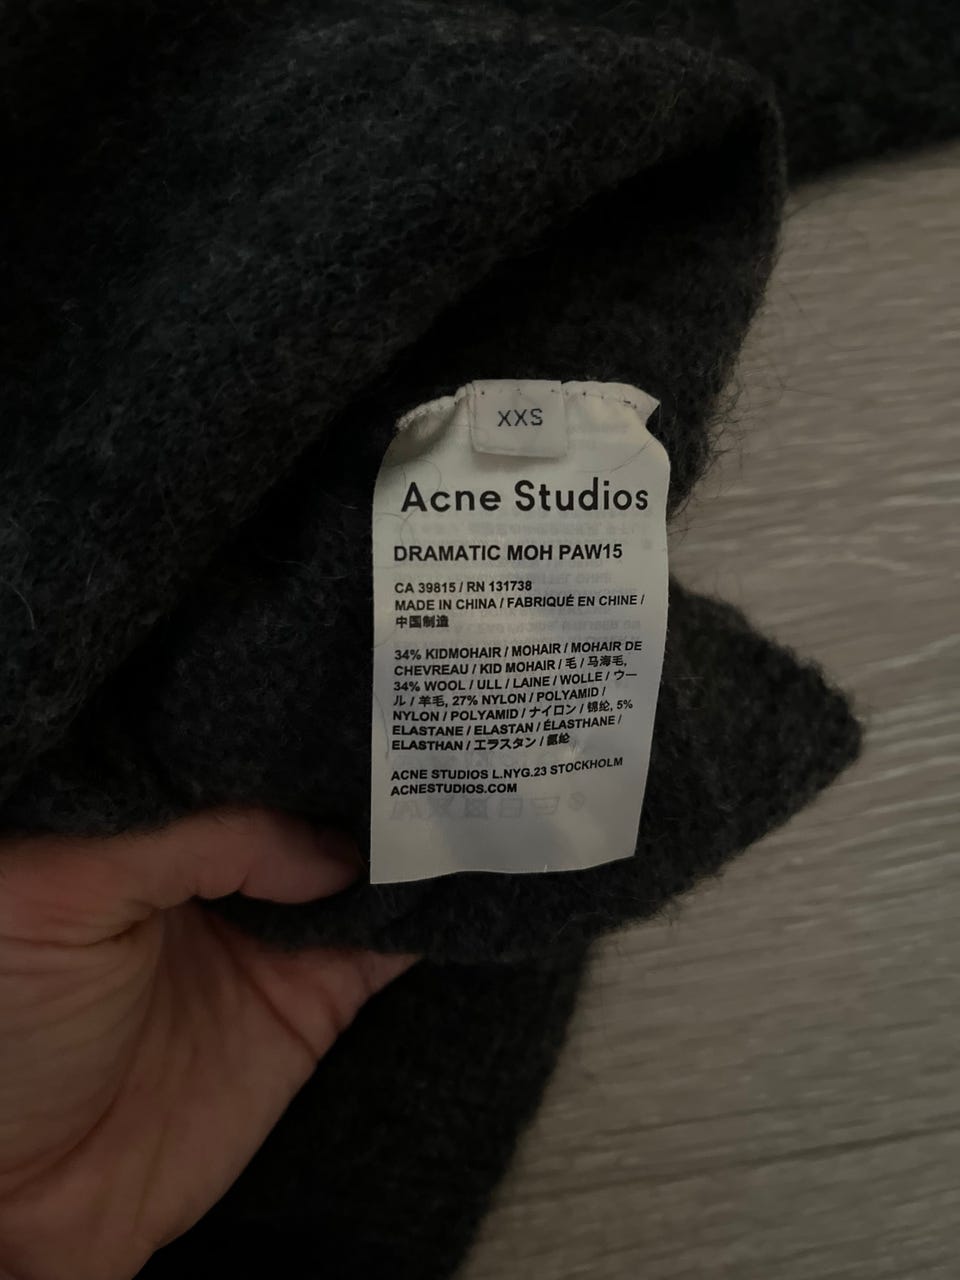 XXS
Acne Studios
DRAMATIC MOH PAW15
CA 39815 / RN 131738
MADE IN CHINA / FABRIQUÉ EN CHINE /
中国制造
34% KIDMOHAIR / MOHAIR / MOHAIR DE
CHEVREAU / KID MOHAIR / 毛 / 马海毛,
34% WOOL / ULL / LAINE / WOLLE / ウー
ル / 羊毛, 27% NYLON / POLYAMID /
NYLON / POLYAMID / ナイロン / 锦纶, 5%
ELASTANE / ELASTAN / ÉLASTHANE /
ELASTHAN / エラスタン / 氨纶
ACNE STUDIOS L.NYG.23 STOCKHOLM
ACNESTUDIOS.COM